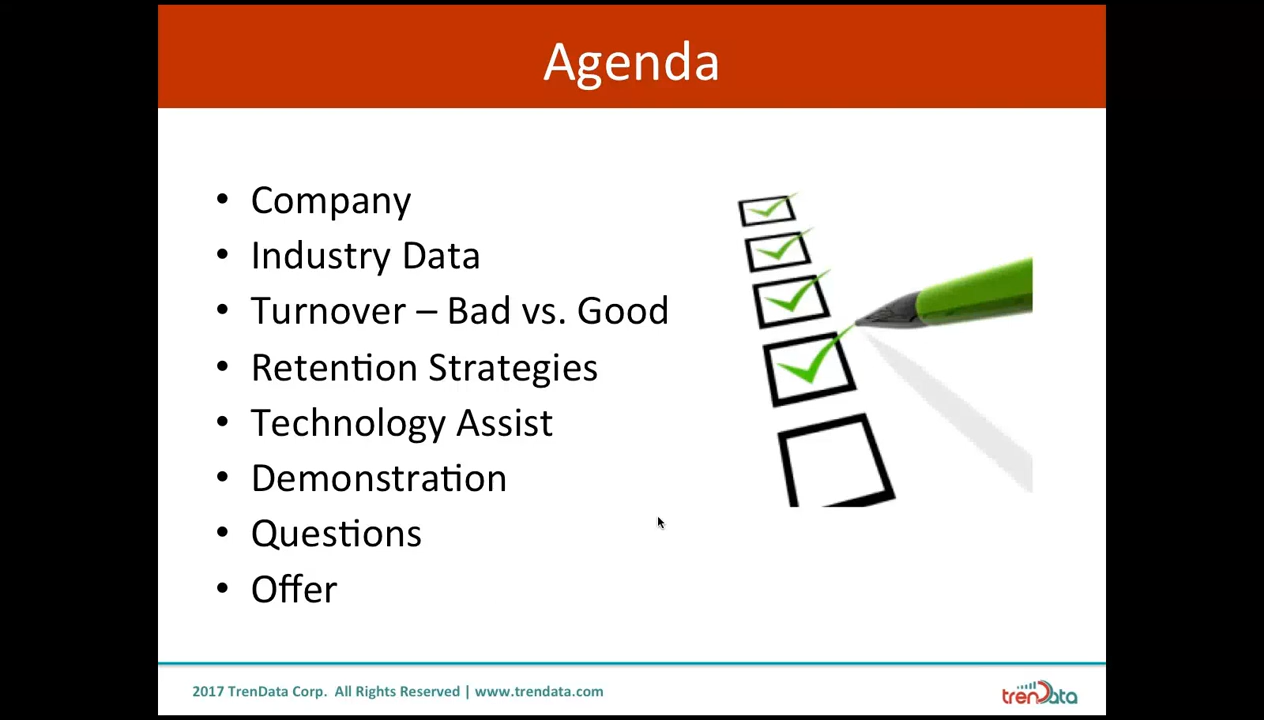 Agenda
• Company
• Industry Data
• Turnover – Bad vs. Good
• Retention Strategies
• Technology Assist
• Demonstration
• Questions
• Offer
2017 TrenData Corp. All Rights Reserved | www.trendata.com
trenData